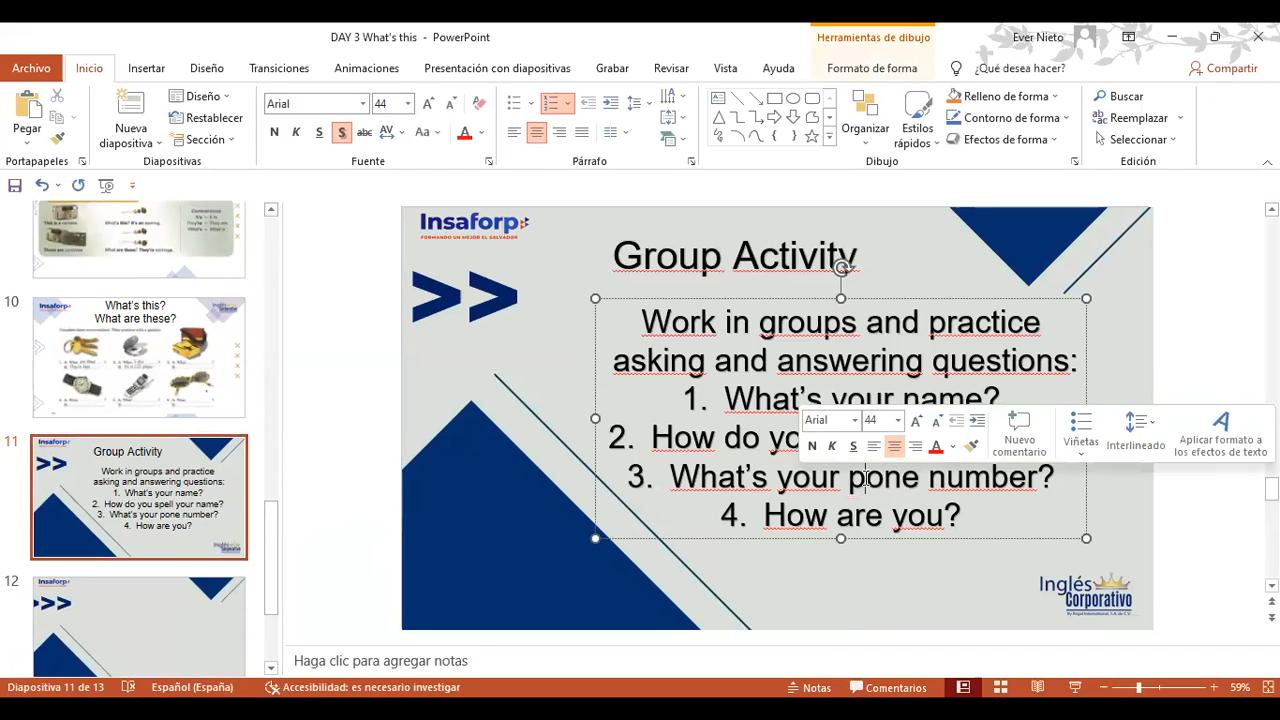 DAY 3 What's this - PowerPoint
Herramientas de dibujo
Ever Nieto
Archivo
Inicio
Insertar
Diseño
Transiciones
Animaciones
Presentación con diapositivas
Grabar
Revisar
Vista
Ayuda
Formato de forma
¿Qué desea hacer?
Compartir
Pegar
Nueva diapositiva
Diseño
Restablecer
Sección
Arial
44
Organizar
Estilos rápidos
Relleno de forma
Contorno de forma
Efectos de forma
Buscar
Reemplazar
Seleccionar
Portapapeles
Diapositivas
Fuente
Párrafo
Dibujo
Edición
10
What's this?
What are these?
11
Group Activity
Work in groups and practice
asking and answering questions:
1. What's your name?
2. How do you spell your name?
3. What's your pone number?
4. How are you?
12
Insaforp
FORMANDO UN MEJOR EL SALVADOR
Group Activity
Work in groups and practice
asking and answering questions:
1. What's your name?
2. How do yo
3. What's your pone number?
4. How are you?
Arial
44
Nuevo comentario
Viñetas
Interlineado
Aplicar formato a los efectos de texto
Inglés
Corporativo
Haga clic para agregar notas
Diapositiva 11 de 13
Español (España)
Accesibilidad: es necesario investigar
Notas
Comentarios
59%